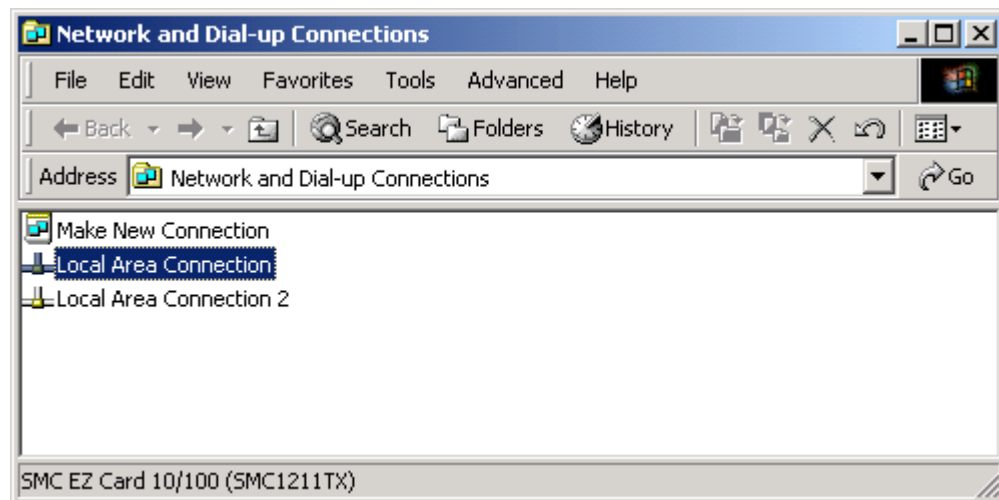 Network and Dial-up Connections
File Edit View Favorites Tools Advanced Help
Back Search Folders History
Address Network and Dial-up Connections Go
Make New Connection
Local Area Connection
Local Area Connection 2
SMC EZ Card 10/100 (SMC1211TX)